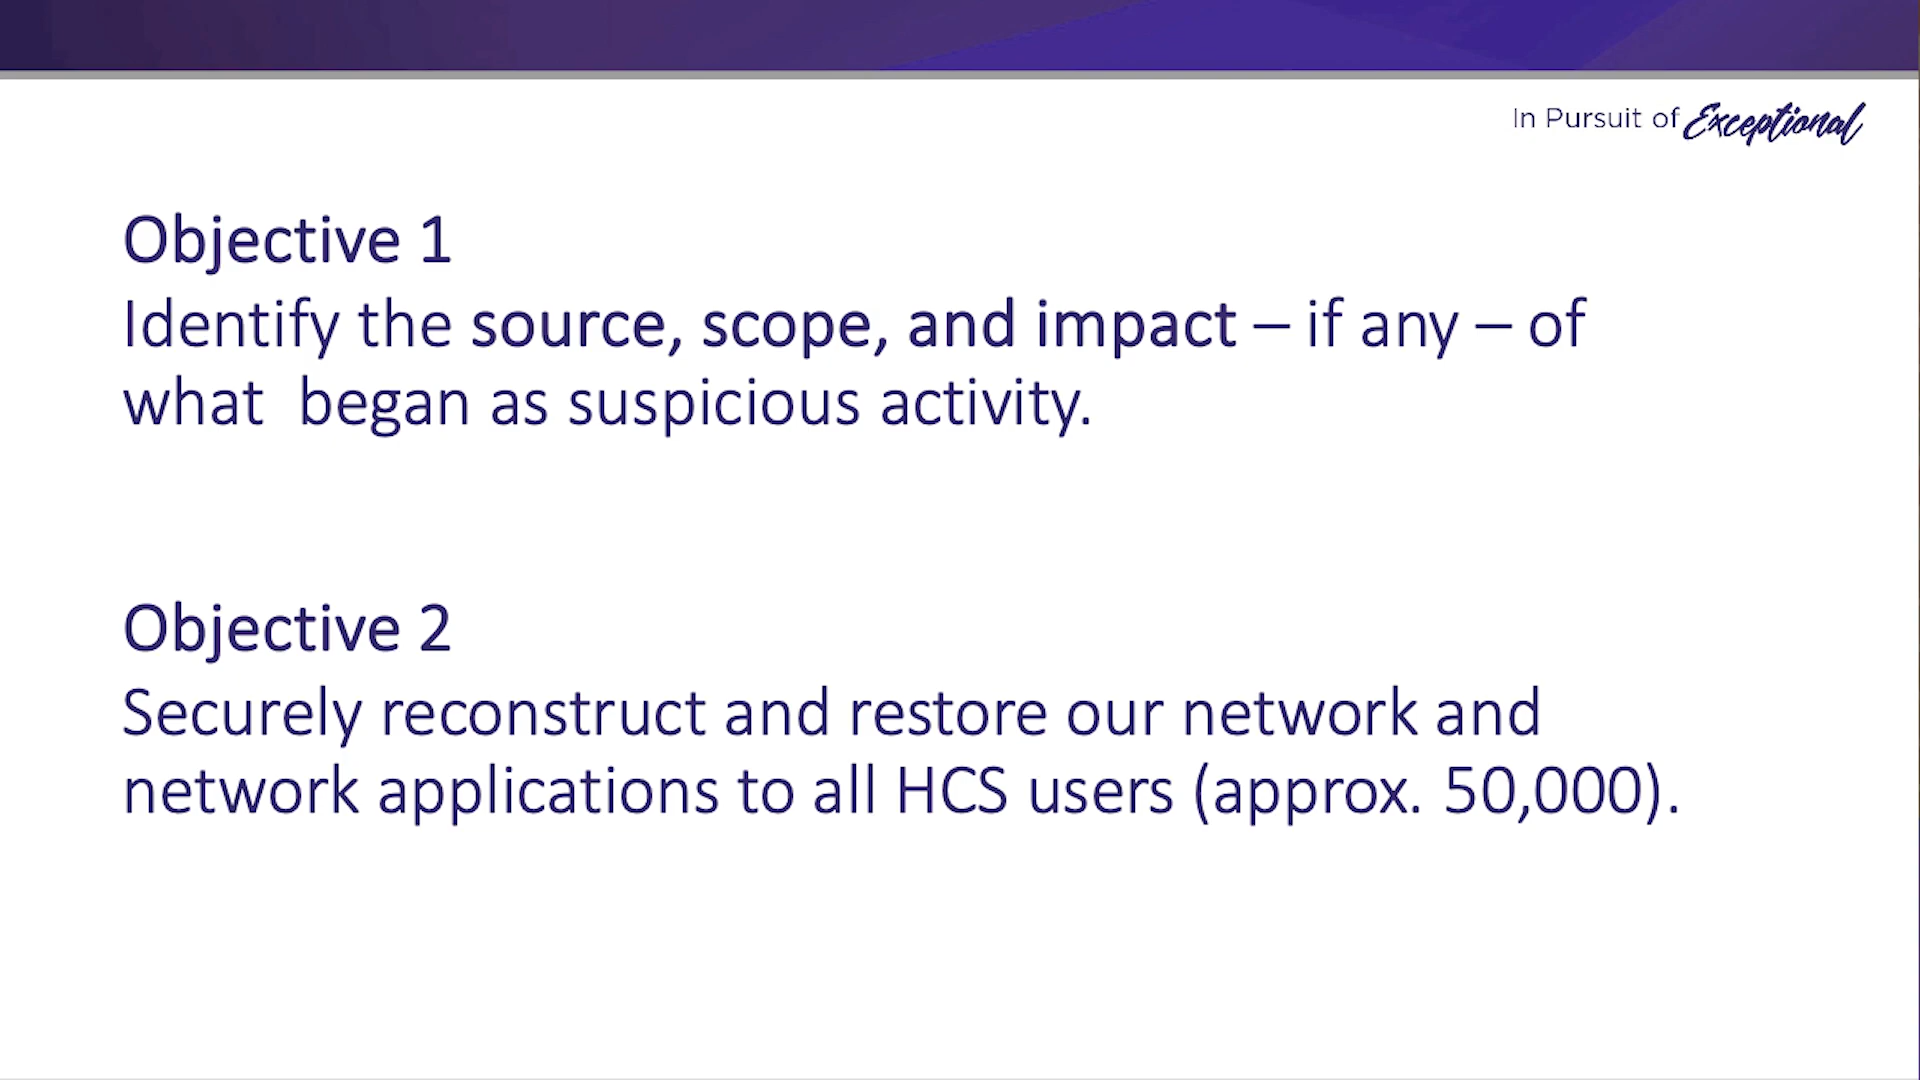 In Pursuit of Exceptional
Objective 1
Identify the source, scope, and impact – if any – of
what  began as suspicious activity.
Objective 2
Securely reconstruct and restore our network and
network applications to all HCS users (approx. 50,000).